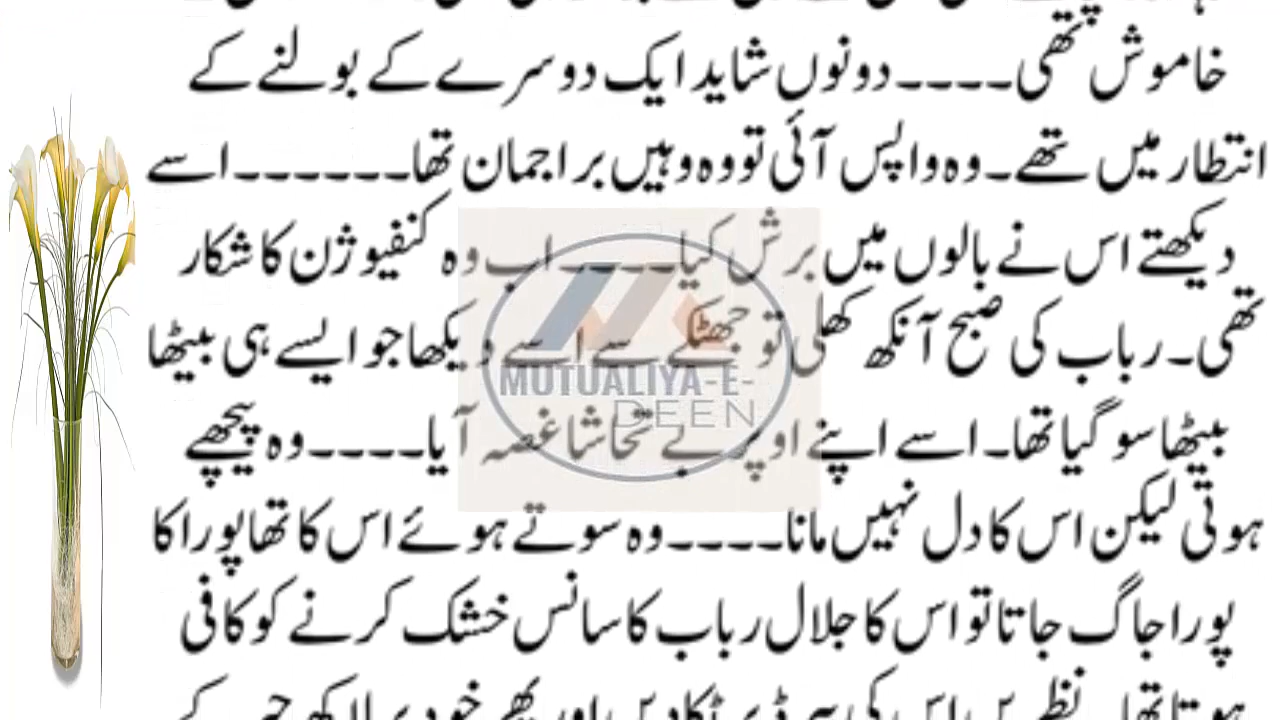 خاموش تھی۔۔۔۔دونوں شاید ایک دوسرے کے بولنے کے
انتظار میں تھے۔وہ واپس آئی تو وہ وہیں براجمان تھا۔۔۔۔۔۔اسے
دیکھتے اس نے بالوں میں برش کیا۔۔۔۔اب وہ کنفیوژن کا شکار
تھی۔رباب کی صبح آنکھ کھلی تو جھٹکے سے اسے دیکھا جو ایسے ہی بیٹھا
بیٹھا سو گیا تھا۔اسے اپنے اوپر بے تحاشا غصہ آیا۔۔۔۔وہ پیچھے
ہوتی لیکن اس کا دل نہیں مانا۔۔۔۔وہ سوتے ہوئے اس کا تھا پورا کا
پورا جاگ جاتا تو اس کا جلال رباب کا سانس خشک کرنے کو کافی
MUTUALIYA-E-
DEEN